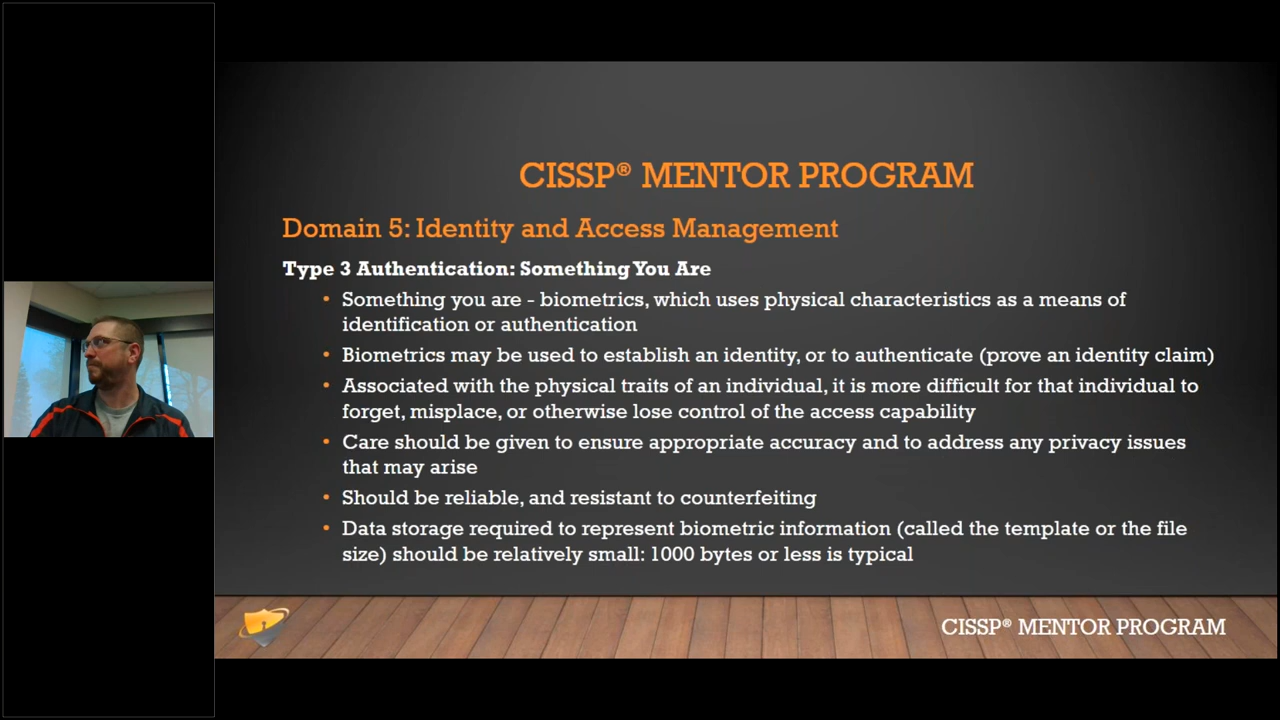 CISSP® MENTOR PROGRAM
Domain 5: Identity and Access Management
Type 3 Authentication: Something You Are
• Something you are - biometrics, which uses physical characteristics as a means of
identification or authentication
• Biometrics may be used to establish an identity, or to authenticate (prove an identity claim)
• Associated with the physical traits of an individual, it is more difficult for that individual to
forget, misplace, or otherwise lose control of the access capability
• Care should be given to ensure appropriate accuracy and to address any privacy issues
that may arise
• Should be reliable, and resistant to counterfeiting
• Data storage required to represent biometric information (called the template or the file
size) should be relatively small: 1000 bytes or less is typical
CISSP® MENTOR PROGRAM